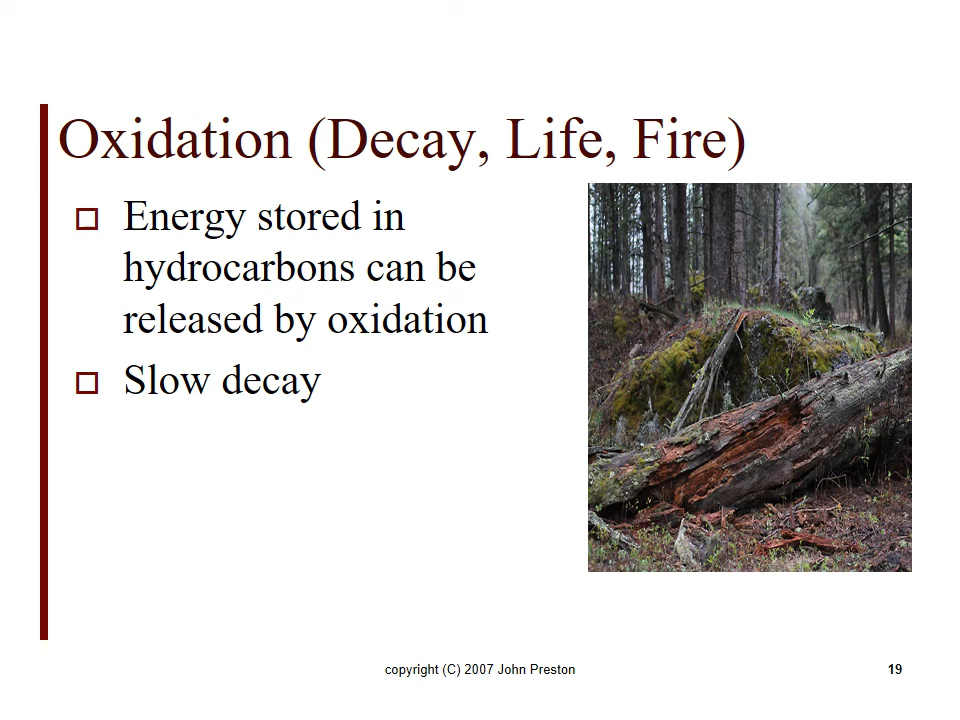 Oxidation (Decay, Life, Fire)
Energy stored in
hydrocarbons can be
released by oxidation
Slow decay
copyright (C) 2007 John Preston
19